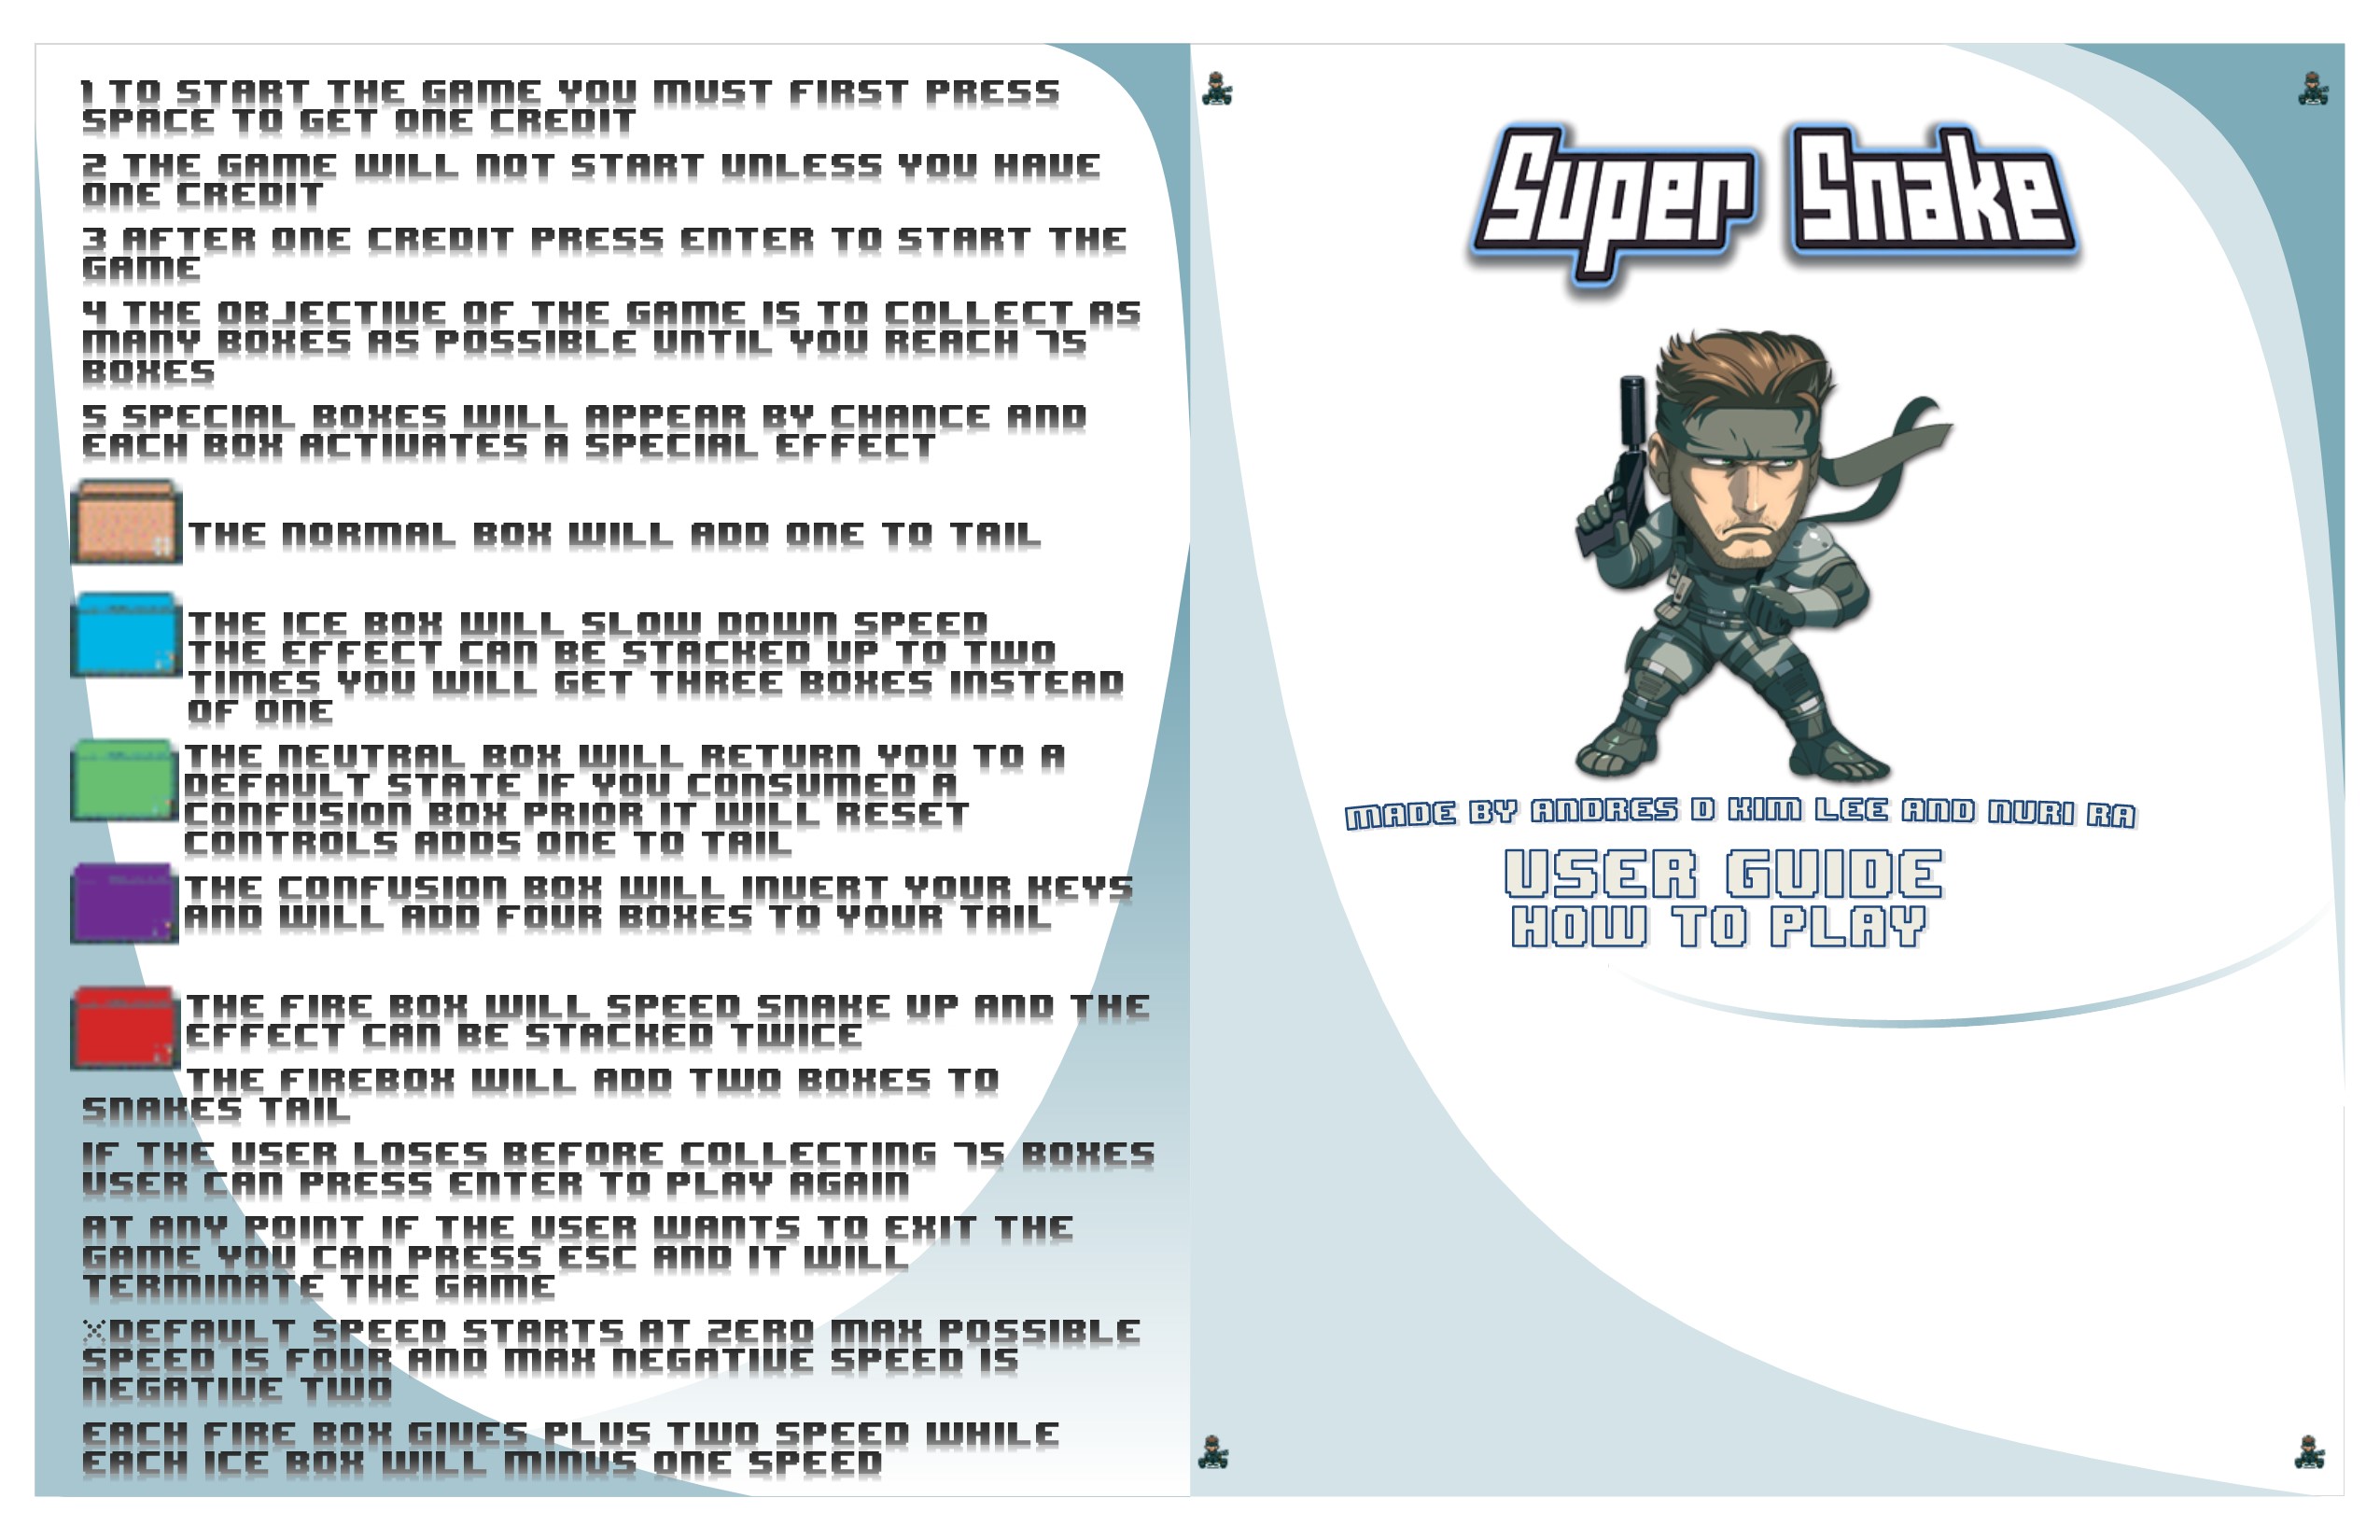 1 TO START THE GAME YOU MUST FIRST PRESS
SPACE TO GET ONE CREDIT
2 THE GAME WILL NOT START UNLESS YOU HAVE
ONE CREDIT
3 AFTER ONE CREDIT PRESS ENTER TO START THE
GAME
4 THE OBJECTIVE OF THE GAME IS TO COLLECT AS
MANY BOXES AS POSSIBLE UNTIL YOU REACH 75
BOXES
5 SPECIAL BOXES WILL APPEAR BY CHANCE AND
EACH BOX ACTIVATES A SPECIAL EFFECT
THE NORMAL BOX WILL ADD ONE TO TAIL
THE ICE BOX WILL SLOW DOWN SPEED
THE EFFECT CAN BE STACKED UP TO TWO
TIMES YOU WILL GET THREE BOXES INSTEAD
OF ONE
THE NEUTRAL BOX WILL RETURN YOU TO A
DEFAULT STATE IF YOU CONSUMED A
CONFUSION BOX PRIOR IT WILL RESET
CONTROLS ADDS ONE TO TAIL
THE CONFUSION BOX WILL INVERT YOUR KEYS
AND WILL ADD FOUR BOXES TO YOUR TAIL
THE FIRE BOX WILL SPEED SNAKE UP AND THE
EFFECT CAN BE STACKED TWICE
THE FIREBOX WILL ADD TWO BOXES TO
SNAKES TAIL
IF THE USER LOSES BEFORE COLLECTING 75 BOXES
USER CAN PRESS ENTER TO PLAY AGAIN
AT ANY POINT IF THE USER WANTS TO EXIT THE
GAME YOU CAN PRESS ESC AND IT WILL
TERMINATE THE GAME
※DEFAULT SPEED STARTS AT ZERO MAX POSSIBLE
SPEED IS FOUR AND MAX NEGATIVE SPEED IS
NEGATIVE TWO
EACH FIRE BOX GIVES PLUS TWO SPEED WHILE
EACH ICE BOX WILL MINUS ONE SPEED
Super Snake
MADE BY ANDRES D KIM LEE AND NURI RA
USER GUIDE
HOW TO PLAY